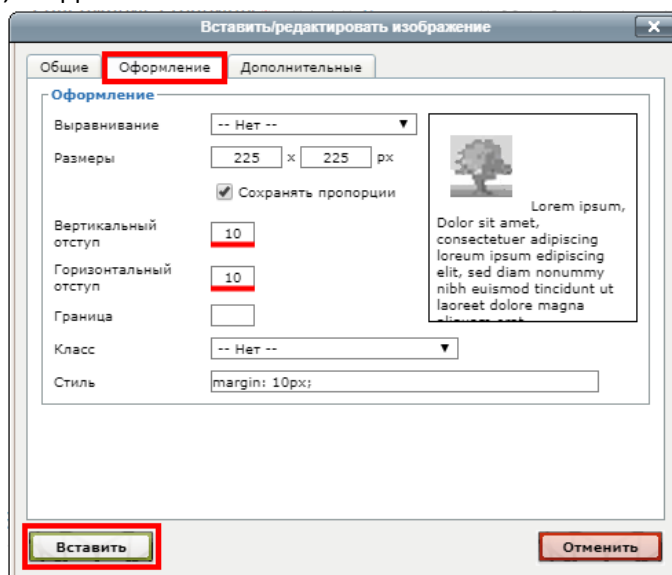 Вставить/редактировать изображение
X
Общие Оформление Дополнительные
Оформление
Выравнивание -- Нет --
Размеры 225 x 225 px
Сохранять пропорции
Вертикальный
отступ 10
Горизонтальный
отступ 10
Граница
Класс -- Нет --
Стиль margin: 10px;
Lorem ipsum,
Dolor sit amet,
consectetuer adipiscing
loreum ipsum edipiscing
elit, sed diam nonummy
nibh euismod tincidunt ut
laoreet dolore magna
Вставить Отменить